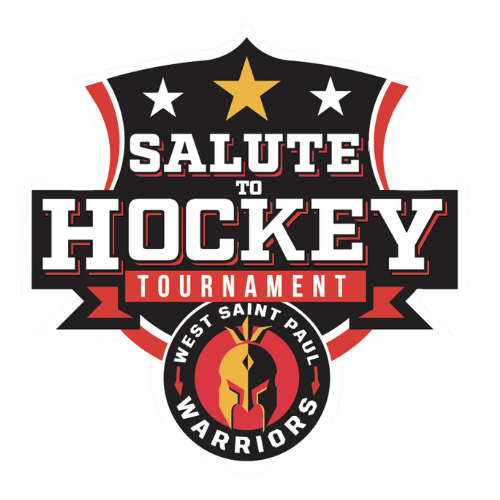 SALUTE
TO
HOCKEY
TOURNAMENT
WEST SAINT PAUL
WARRIORS